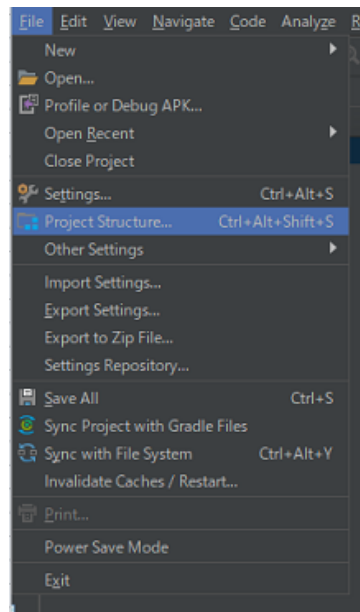 File Edit View Navigate Code Analyze R
New
Open...
Profile or Debug APK...
Open Recent
Close Project
Settings... Ctrl+Alt+S
Project Structure... Ctrl+Alt+Shift+S
Other Settings
Import Settings...
Export Settings...
Export to Zip File...
Settings Repository...
Save All Ctrl+S
Sync Project with Gradle Files
Sync with File System Ctrl+Alt+Y
Invalidate Caches / Restart...
Print...
Power Save Mode
Exit